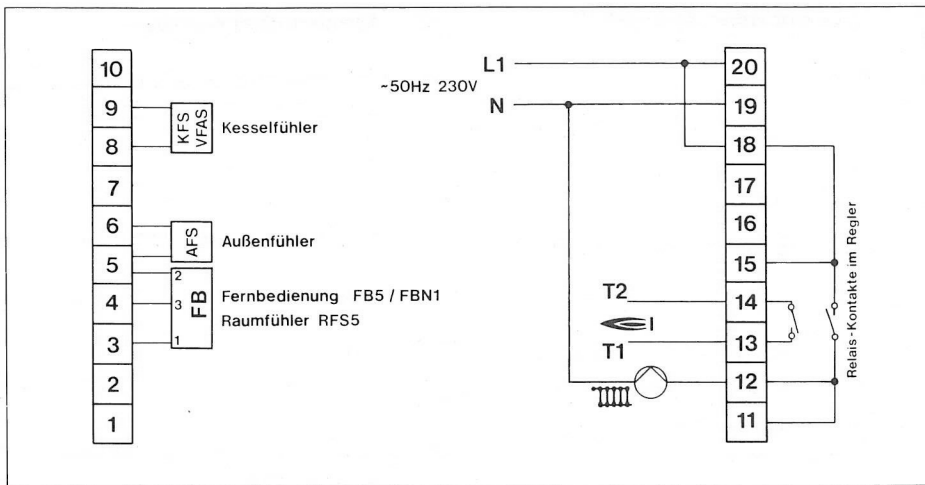 10
9
8
7
6
5
4
3
2
1
KFS
VFAS
Kesselfühler
AFS
Außenfühler
2
3
1
FB
Fernbedienung FB5 / FBN1
Raumfühler RFS5
L1
~50Hz 230V
N
T2
I
T1
20
19
18
17
16
15
14
13
12
11
Relais-Kontakte im Regler